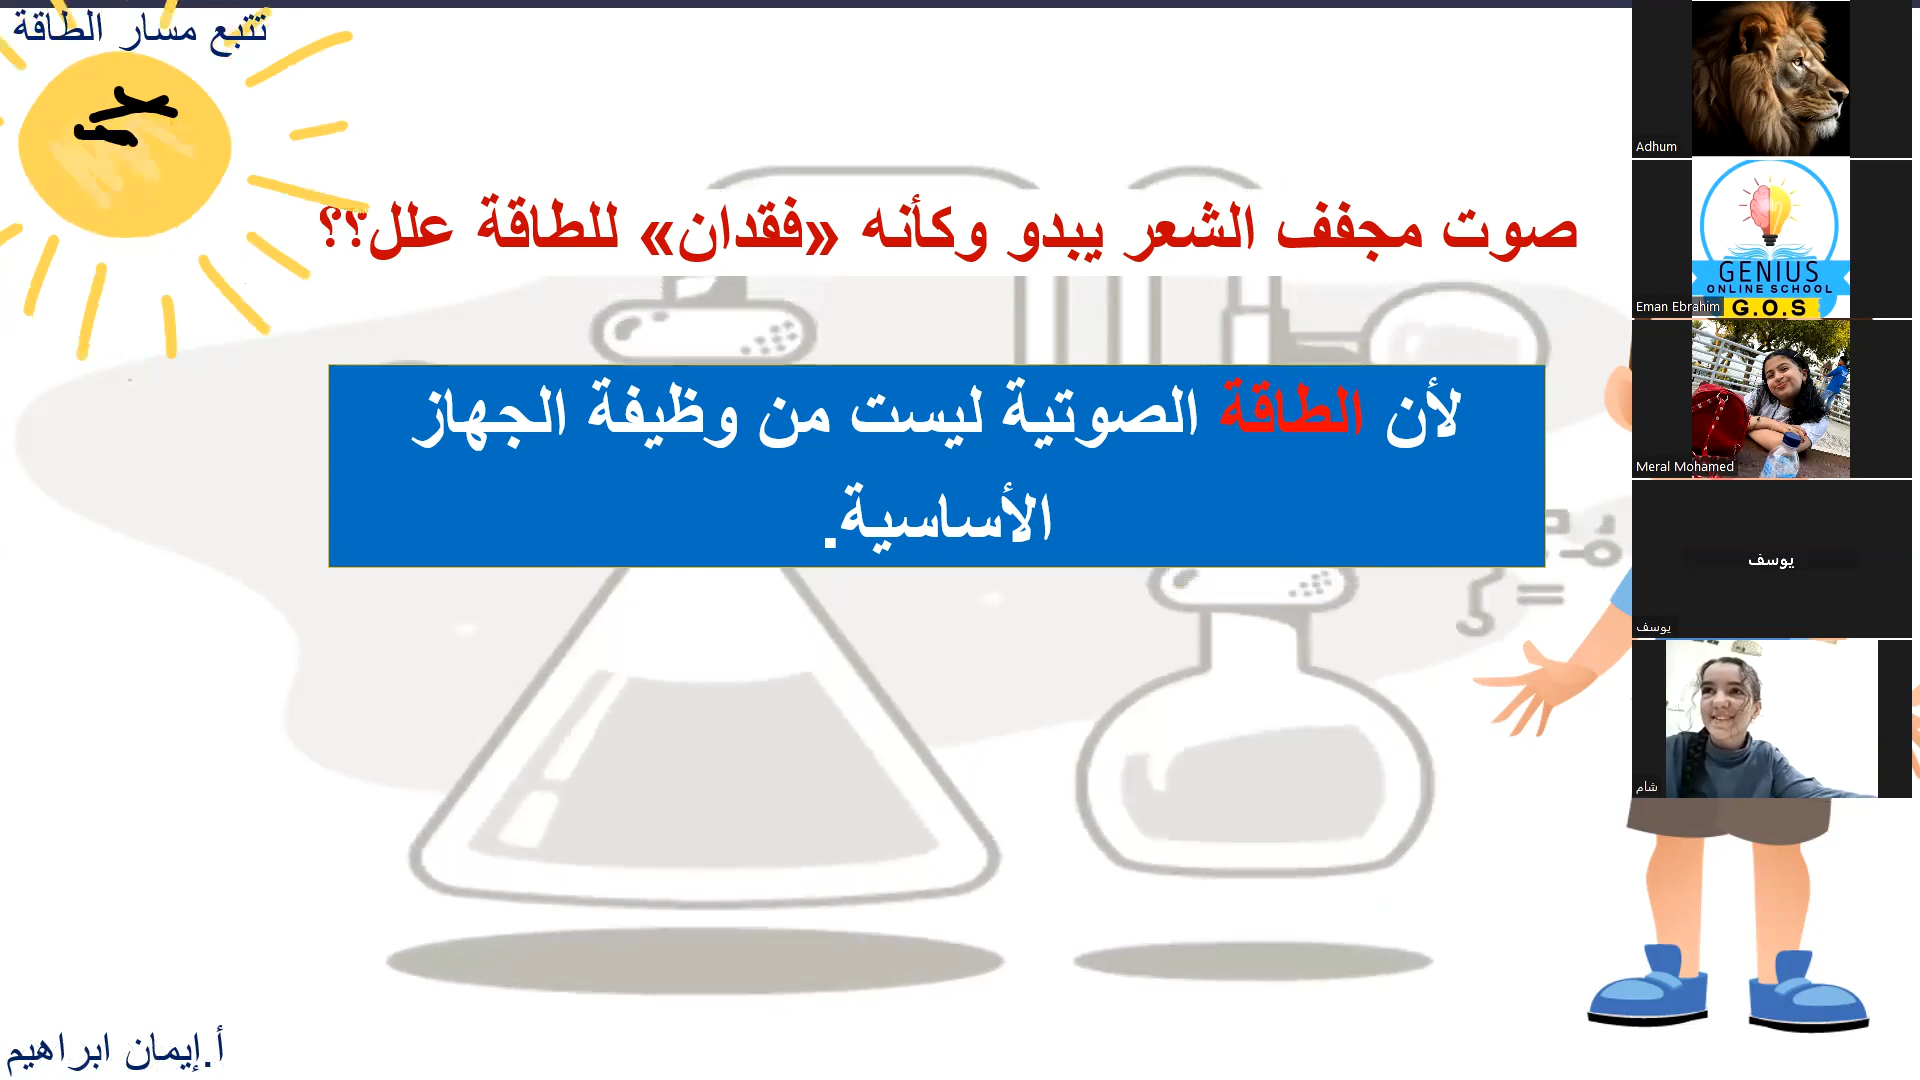 تتبع مسار الطاقة
صوت مجفف الشعر يبدو وكأنه «فقدان» للطاقة علل؟؟
لأن الطاقة الصوتية ليست من وظيفة الجهاز
الأساسية.
أ.إيمان ابراهيم
Adhum
GENIUS
ONLINE SCHOOL
G.O.S
Eman Ebrahim
Meral Mohamed
يوسف
يوسف
شام